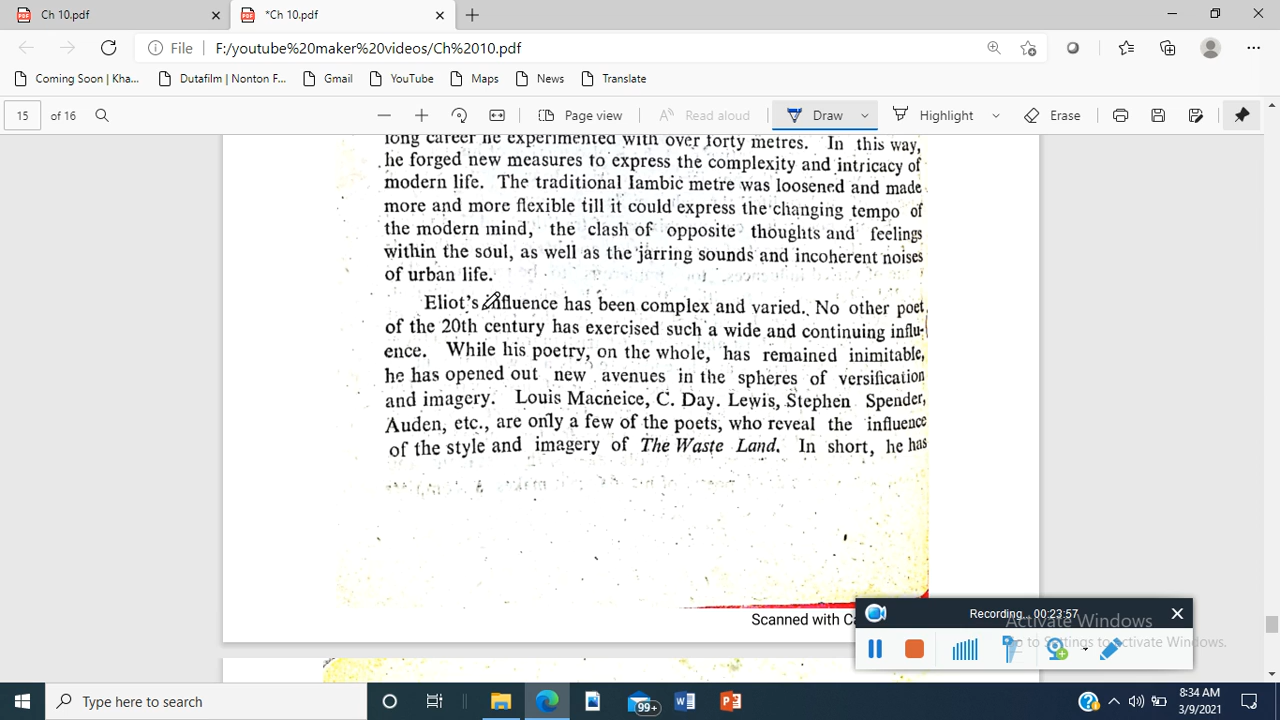 Ch 10.pdf
*Ch 10.pdf
File
F:/youtube%20maker%20videos/Ch%2010.pdf
Coming Soon | Kha...
Dutafilm | Nonton F...
Gmail
YouTube
Maps
News
Translate
15
of 16
Page view
Read aloud
Draw
Highlight
Erase
long career he experimented with over forty metres. In this way,
he forged new measures to express the complexity and intricacy of
modern life. The traditional Iambic metre was loosened and made
more and more flexible till it could express the changing tempo of
the modern mind, the clash of opposite thoughts and feelings
within the soul, as well as the jarring sounds and incoherent noises
of urban life.
Eliot's influence has been complex and varied. No other poet
of the 20th century has exercised such a wide and continuing influ-
ence. While his poetry, on the whole, has remained inimitable,
he has opened out new avenues in the spheres of versification
and imagery. Louis Macneice, C. Day. Lewis, Stephen Spender,
Auden, etc., are only a few of the poets, who reveal the influence
of the style and imagery of The Waste Land. In short, he has
Scanned with
Recording... 00:23:57
Activate Windows
Go to Settings to activate Windows.
Type here to search
99+
8:34 AM
3/9/2021